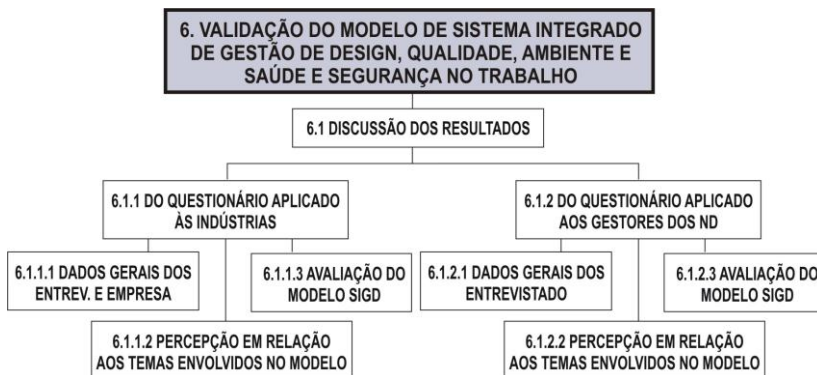 6. VALIDAÇÃO DO MODELO DE SISTEMA INTEGRADO
DE GESTÃO DE DESIGN, QUALIDADE, AMBIENTE E
SAÚDE E SEGURANÇA NO TRABALHO
6.1 DISCUSSÃO DOS RESULTADOS
6.1.1 DO QUESTIONÁRIO APLICADO
ÀS INDÚSTRIAS
6.1.2 DO QUESTIONÁRIO APLICADO
AOS GESTORES DOS ND
6.1.1.1 DADOS GERAIS DOS
ENTREV. E EMPRESA
6.1.1.3 AVALIAÇÃO DO
MODELO SIGD
6.1.2.1 DADOS GERAIS DOS
ENTREVISTADO
6.1.2.3 AVALIAÇÃO DO
MODELO SIGD
6.1.1.2 PERCEPÇÃO EM RELAÇÃO
AOS TEMAS ENVOLVIDOS NO MODELO
6.1.2.2 PERCEPÇÃO EM RELAÇÃO
AOS TEMAS ENVOLVIDOS NO MODELO